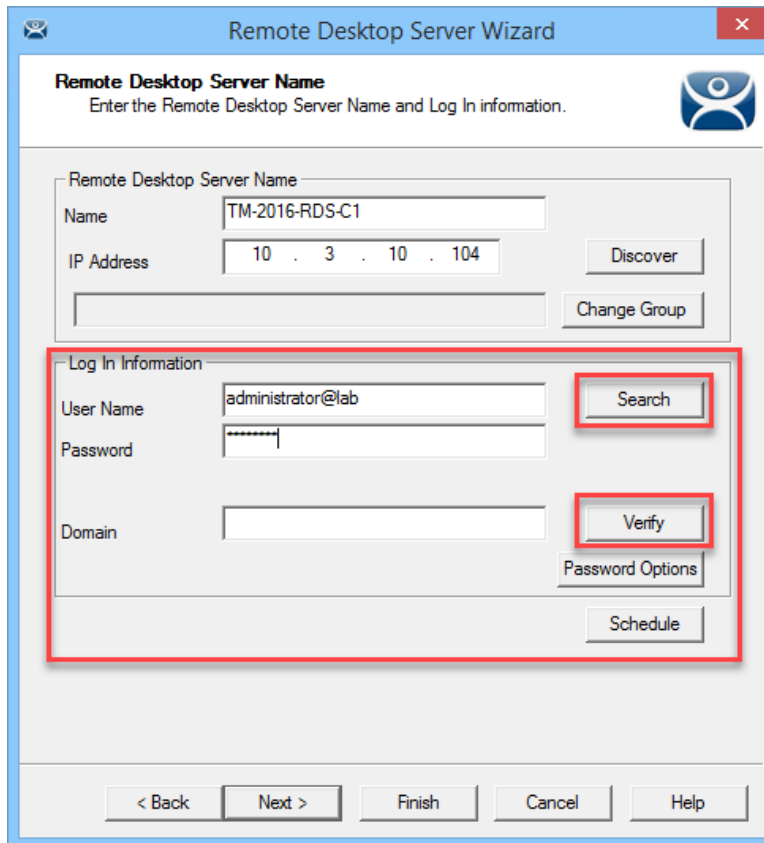 Remote Desktop Server Wizard
Remote Desktop Server Name
Enter the Remote Desktop Server Name and Log In information.
Remote Desktop Server Name
Name TM-2016-RDS-C1
IP Address 10 . 3 . 10 . 104 Discover
Change Group
Log In Information
User Name administrator@lab Search
Password ********
Domain Verify
Password Options
Schedule
< Back Next > Finish Cancel Help